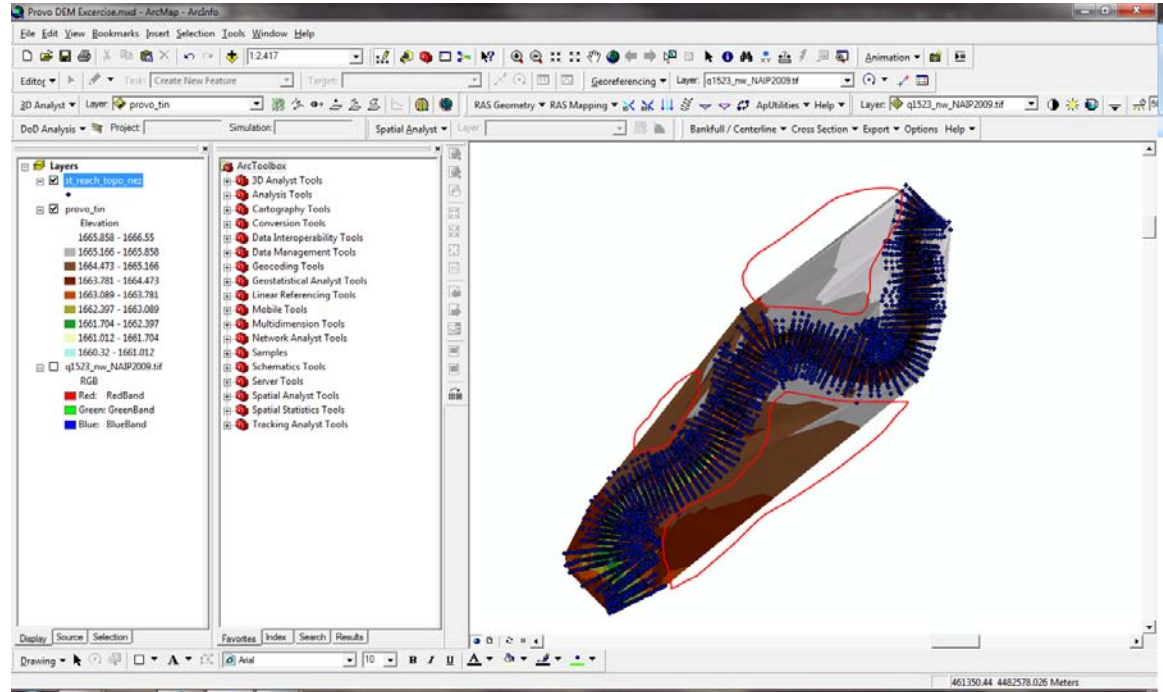 Provo DEM Excercise.mxd - ArcMap - ArcInfo
File Edit View Bookmarks Insert Selection Tools Window Help
1:2,417
Animation
Editor Task: Create New Feature Target: Georeferencing Layer: q1523_nw_NAIP2009.tif
3D Analyst Layer: provo_tin RAS Geometry RAS Mapping ApUtilities Help Layer: q1523_nw_NAIP2009.tif
DoD Analysis Project: Simulation: Spatial Analyst Layer: Bankfull / Centerline Cross Section Export Options Help
Layers
st_reach_topo_nez
provo_tin
Elevation
1665.858 - 1666.55
1665.166 - 1665.858
1664.473 - 1665.166
1663.781 - 1664.473
1663.089 - 1663.781
1662.397 - 1663.089
1661.704 - 1662.397
1661.012 - 1661.704
1660.32 - 1661.012
q1523_nw_NAIP2009.tif
RGB
Red: RedBand
Green: GreenBand
Blue: BlueBand
Display Source Selection
ArcToolbox
3D Analyst Tools
Analysis Tools
Cartography Tools
Conversion Tools
Data Interoperability Tools
Data Management Tools
Geocoding Tools
Geostatistical Analyst Tools
Linear Referencing Tools
Mobile Tools
Multidimension Tools
Network Analyst Tools
Samples
Schematics Tools
Server Tools
Spatial Analyst Tools
Spatial Statistics Tools
Tracking Analyst Tools
Favorites Index Search Results
Drawing A Arial 10 B I U A
461350.44 4482578.026 Meters